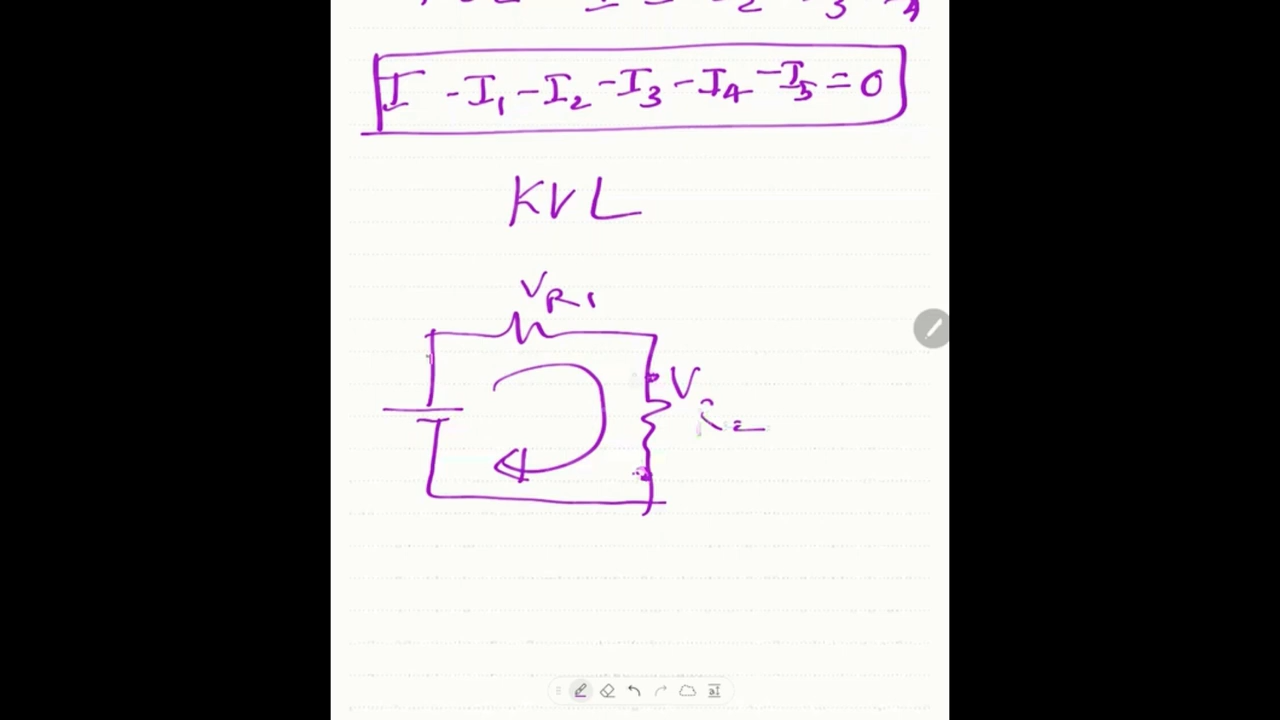 I - I₁ - I₂ - I₃ - I₄ - I₅ = 0
KVL
V_R1
V_R2